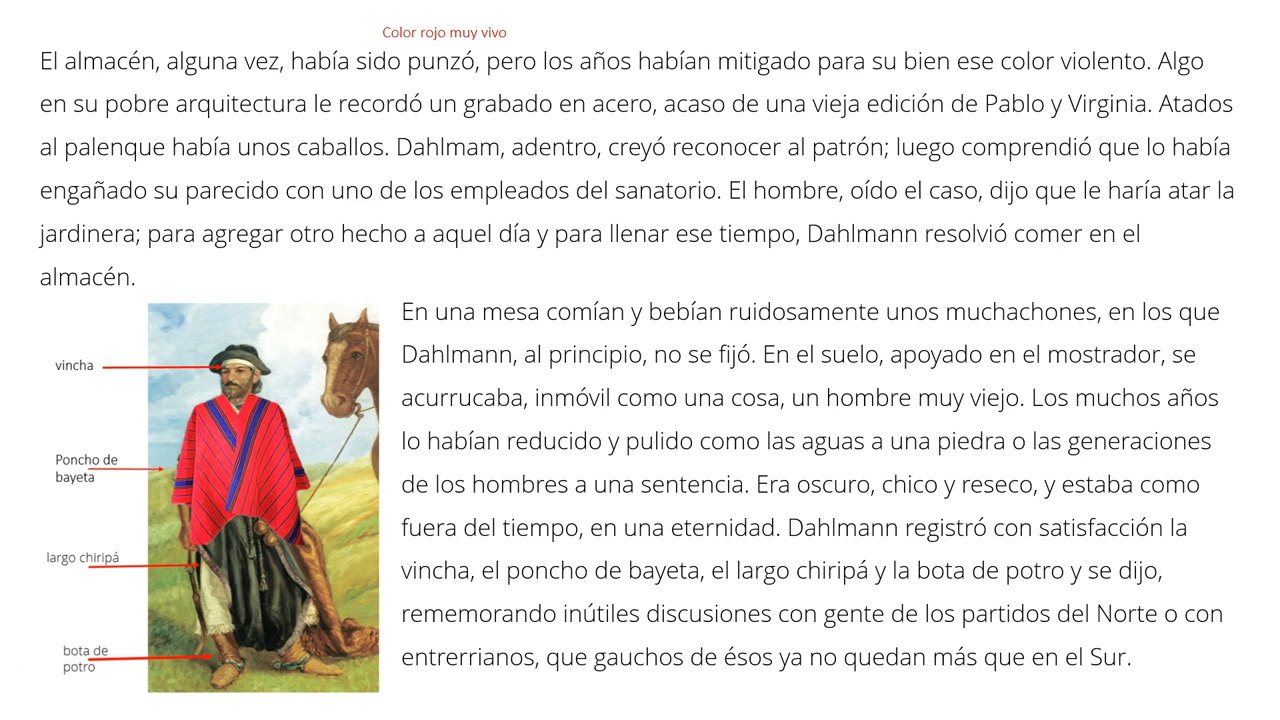 Color rojo muy vivo
El almacén, alguna vez, había sido punzó, pero los años habían mitigado para su bien ese color violento. Algo
en su pobre arquitectura le recordó un grabado en acero, acaso de una vieja edición de Pablo y Virginia. Atados
al palenque había unos caballos. Dahlmam, adentro, creyó reconocer al patrón; luego comprendió que lo había
engañado su parecido con uno de los empleados del sanatorio. El hombre, oído el caso, dijo que le haría atar la
jardinera; para agregar otro hecho a aquel día y para llenar ese tiempo, Dahlmann resolvió comer en el
almacén.
vincha
Poncho de
bayeta
largo chiripá
bota de
potro
En una mesa comían y bebían ruidosamente unos muchachones, en los que
Dahlmann, al principio, no se fijó. En el suelo, apoyado en el mostrador, se
acurrucaba, inmóvil como una cosa, un hombre muy viejo. Los muchos años
lo habían reducido y pulido como las aguas a una piedra o las generaciones
de los hombres a una sentencia. Era oscuro, chico y reseco, y estaba como
fuera del tiempo, en una eternidad. Dahlmann registró con satisfacción la
vincha, el poncho de bayeta, el largo chiripá y la bota de potro y se dijo,
rememorando inútiles discusiones con gente de los partidos del Norte o con
entrerrianos, que gauchos de ésos ya no quedan más que en el Sur.